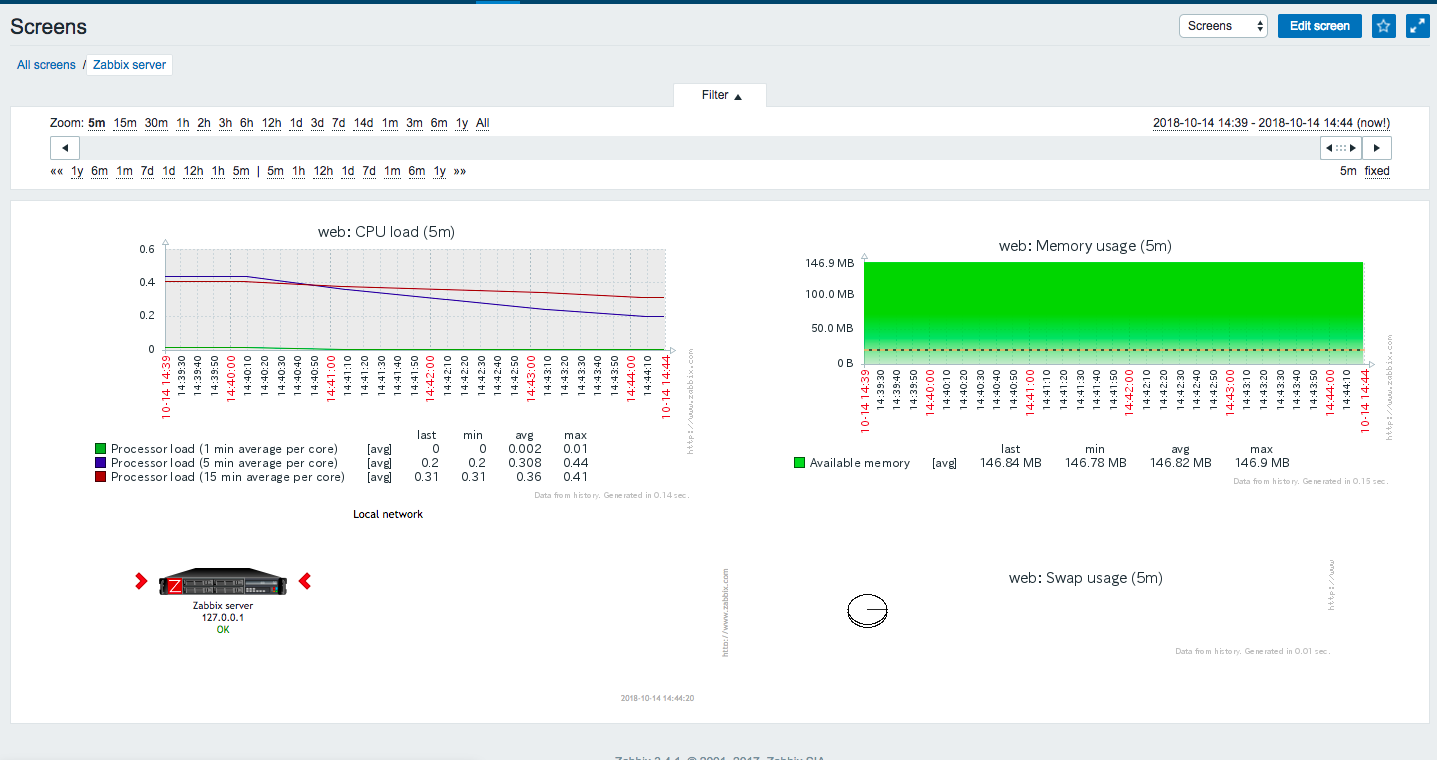 Screens
Screens
Edit screen
All screens / Zabbix server
Filter
Zoom: 5m 15m 30m 1h 2h 3h 6h 12h 1d 3d 7d 14d 1m 3m 6m 1y All
2018-10-14 14:39 - 2018-10-14 14:44 (now!)
«« 1y 6m 1m 7d 1d 12h 1h 5m | 5m 1h 12h 1d 7d 1m 6m 1y »»
5m fixed
web: CPU load (5m)
0.6
0.4
0.2
0
10-14 14:39
14:39:30
14:39:40
14:39:50
14:40:00
14:40:10
14:40:20
14:40:30
14:40:40
14:40:50
14:41:00
14:41:10
14:41:20
14:41:30
14:41:40
14:41:50
14:42:00
14:42:10
14:42:20
14:42:30
14:42:40
14:42:50
14:43:00
14:43:10
14:43:20
14:43:30
14:43:40
14:43:50
14:44:00
14:44:10
10-14 14:44
http://www.zabbix.com
last min avg max
Processor load (1 min average per core) [avg] 0 0 0.002 0.01
Processor load (5 min average per core) [avg] 0.2 0.2 0.308 0.44
Processor load (15 min average per core) [avg] 0.31 0.31 0.36 0.41
Data from history. Generated in 0.14 sec.
web: Memory usage (5m)
146.9 MB
100.0 MB
50.0 MB
0 B
10-14 14:39
14:39:30
14:39:40
14:39:50
14:40:00
14:40:10
14:40:20
14:40:30
14:40:40
14:40:50
14:41:00
14:41:10
14:41:20
14:41:30
14:41:40
14:41:50
14:42:00
14:42:10
14:42:20
14:42:30
14:42:40
14:42:50
14:43:00
14:43:10
14:43:20
14:43:30
14:43:40
14:43:50
14:44:00
14:44:10
10-14 14:44
http://www.zabbix.com
last min avg max
Available memory [avg] 146.84 MB 146.78 MB 146.82 MB 146.9 MB
Data from history. Generated in 0.15 sec.
Local network
Z
Zabbix server
127.0.0.1
OK
http://www.zabbix.com
2018-10-14 14:44:20
web: Swap usage (5m)
http://www
Data from history. Generated in 0.01 sec.